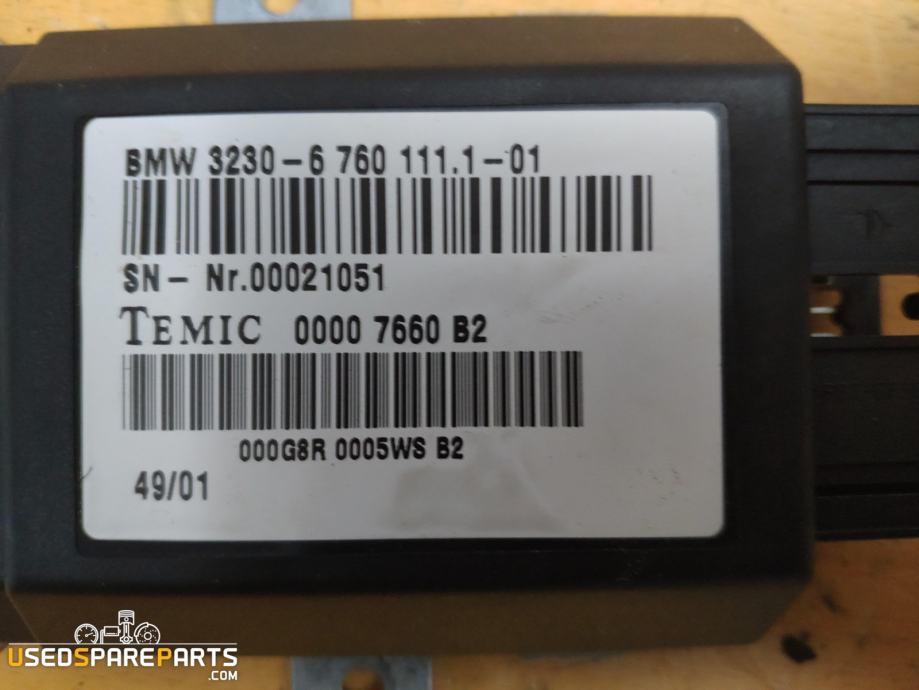 BMW 3230-6 760 111.1-01
SN- Nr.00021051
TEMIC 0000 7660 B2
000G8R 0005WS B2
49/01
USEDSPAREPARTS
.COM